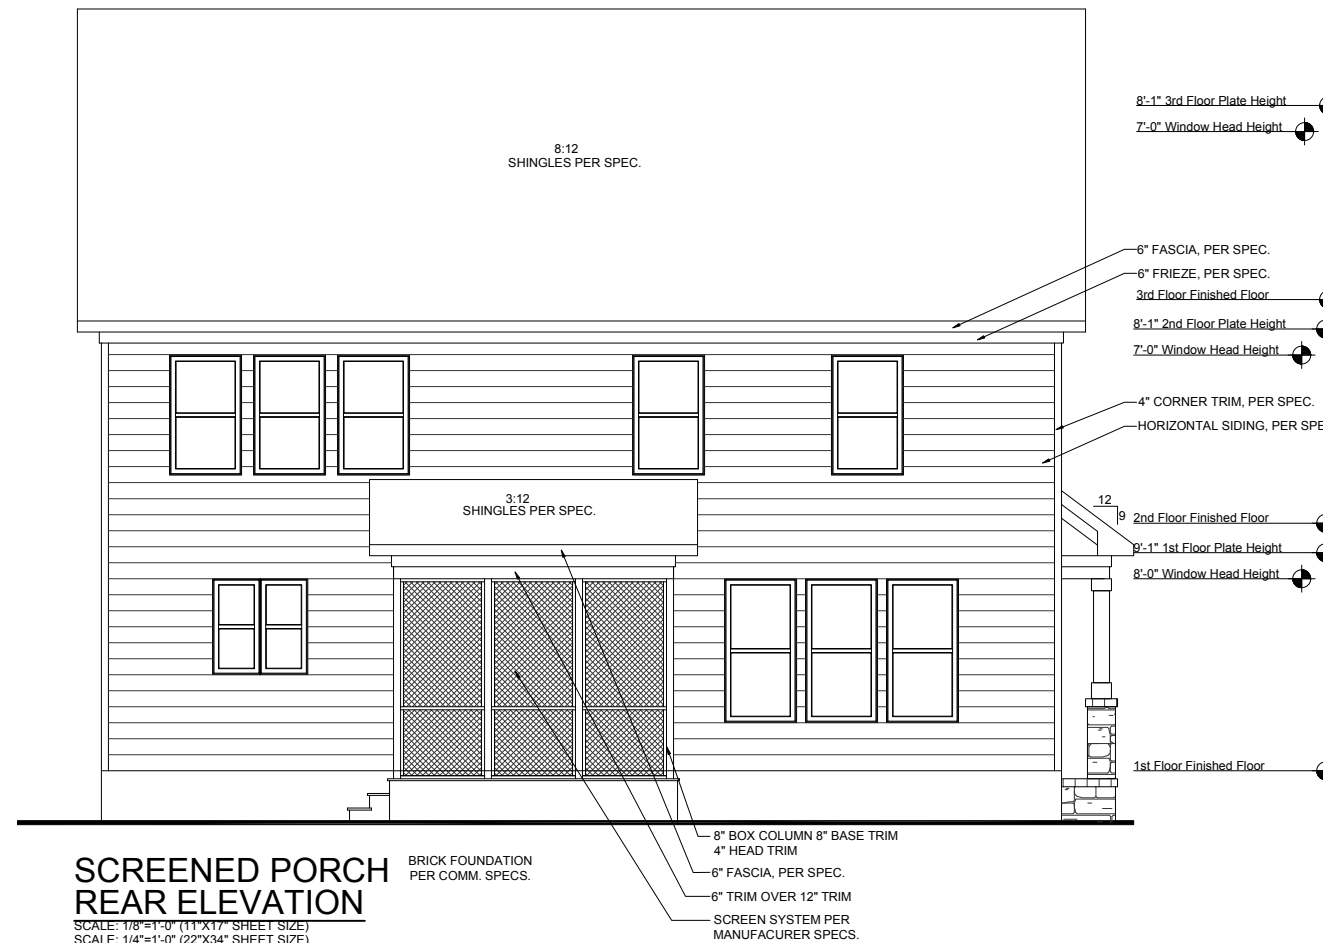 8:12
SHINGLES PER SPEC.
8'-1" 3rd Floor Plate Height
7'-0" Window Head Height
6" FASCIA, PER SPEC.
6" FRIEZE, PER SPEC.
3rd Floor Finished Floor
8'-1" 2nd Floor Plate Height
7'-0" Window Head Height
4" CORNER TRIM, PER SPEC.
HORIZONTAL SIDING, PER SPE
3:12
SHINGLES PER SPEC.
12
9
2nd Floor Finished Floor
9'-1" 1st Floor Plate Height
8'-0" Window Head Height
1st Floor Finished Floor
8" BOX COLUMN 8" BASE TRIM
4" HEAD TRIM
6" FASCIA, PER SPEC.
6" TRIM OVER 12" TRIM
SCREEN SYSTEM PER
MANUFACURER SPECS.
BRICK FOUNDATION
PER COMM. SPECS.
SCREENED PORCH
REAR ELEVATION
SCALE: 1/8"=1'-0" (11"X17" SHEET SIZE)
SCALE: 1/4"=1'-0" (22"X34" SHEET SIZE)